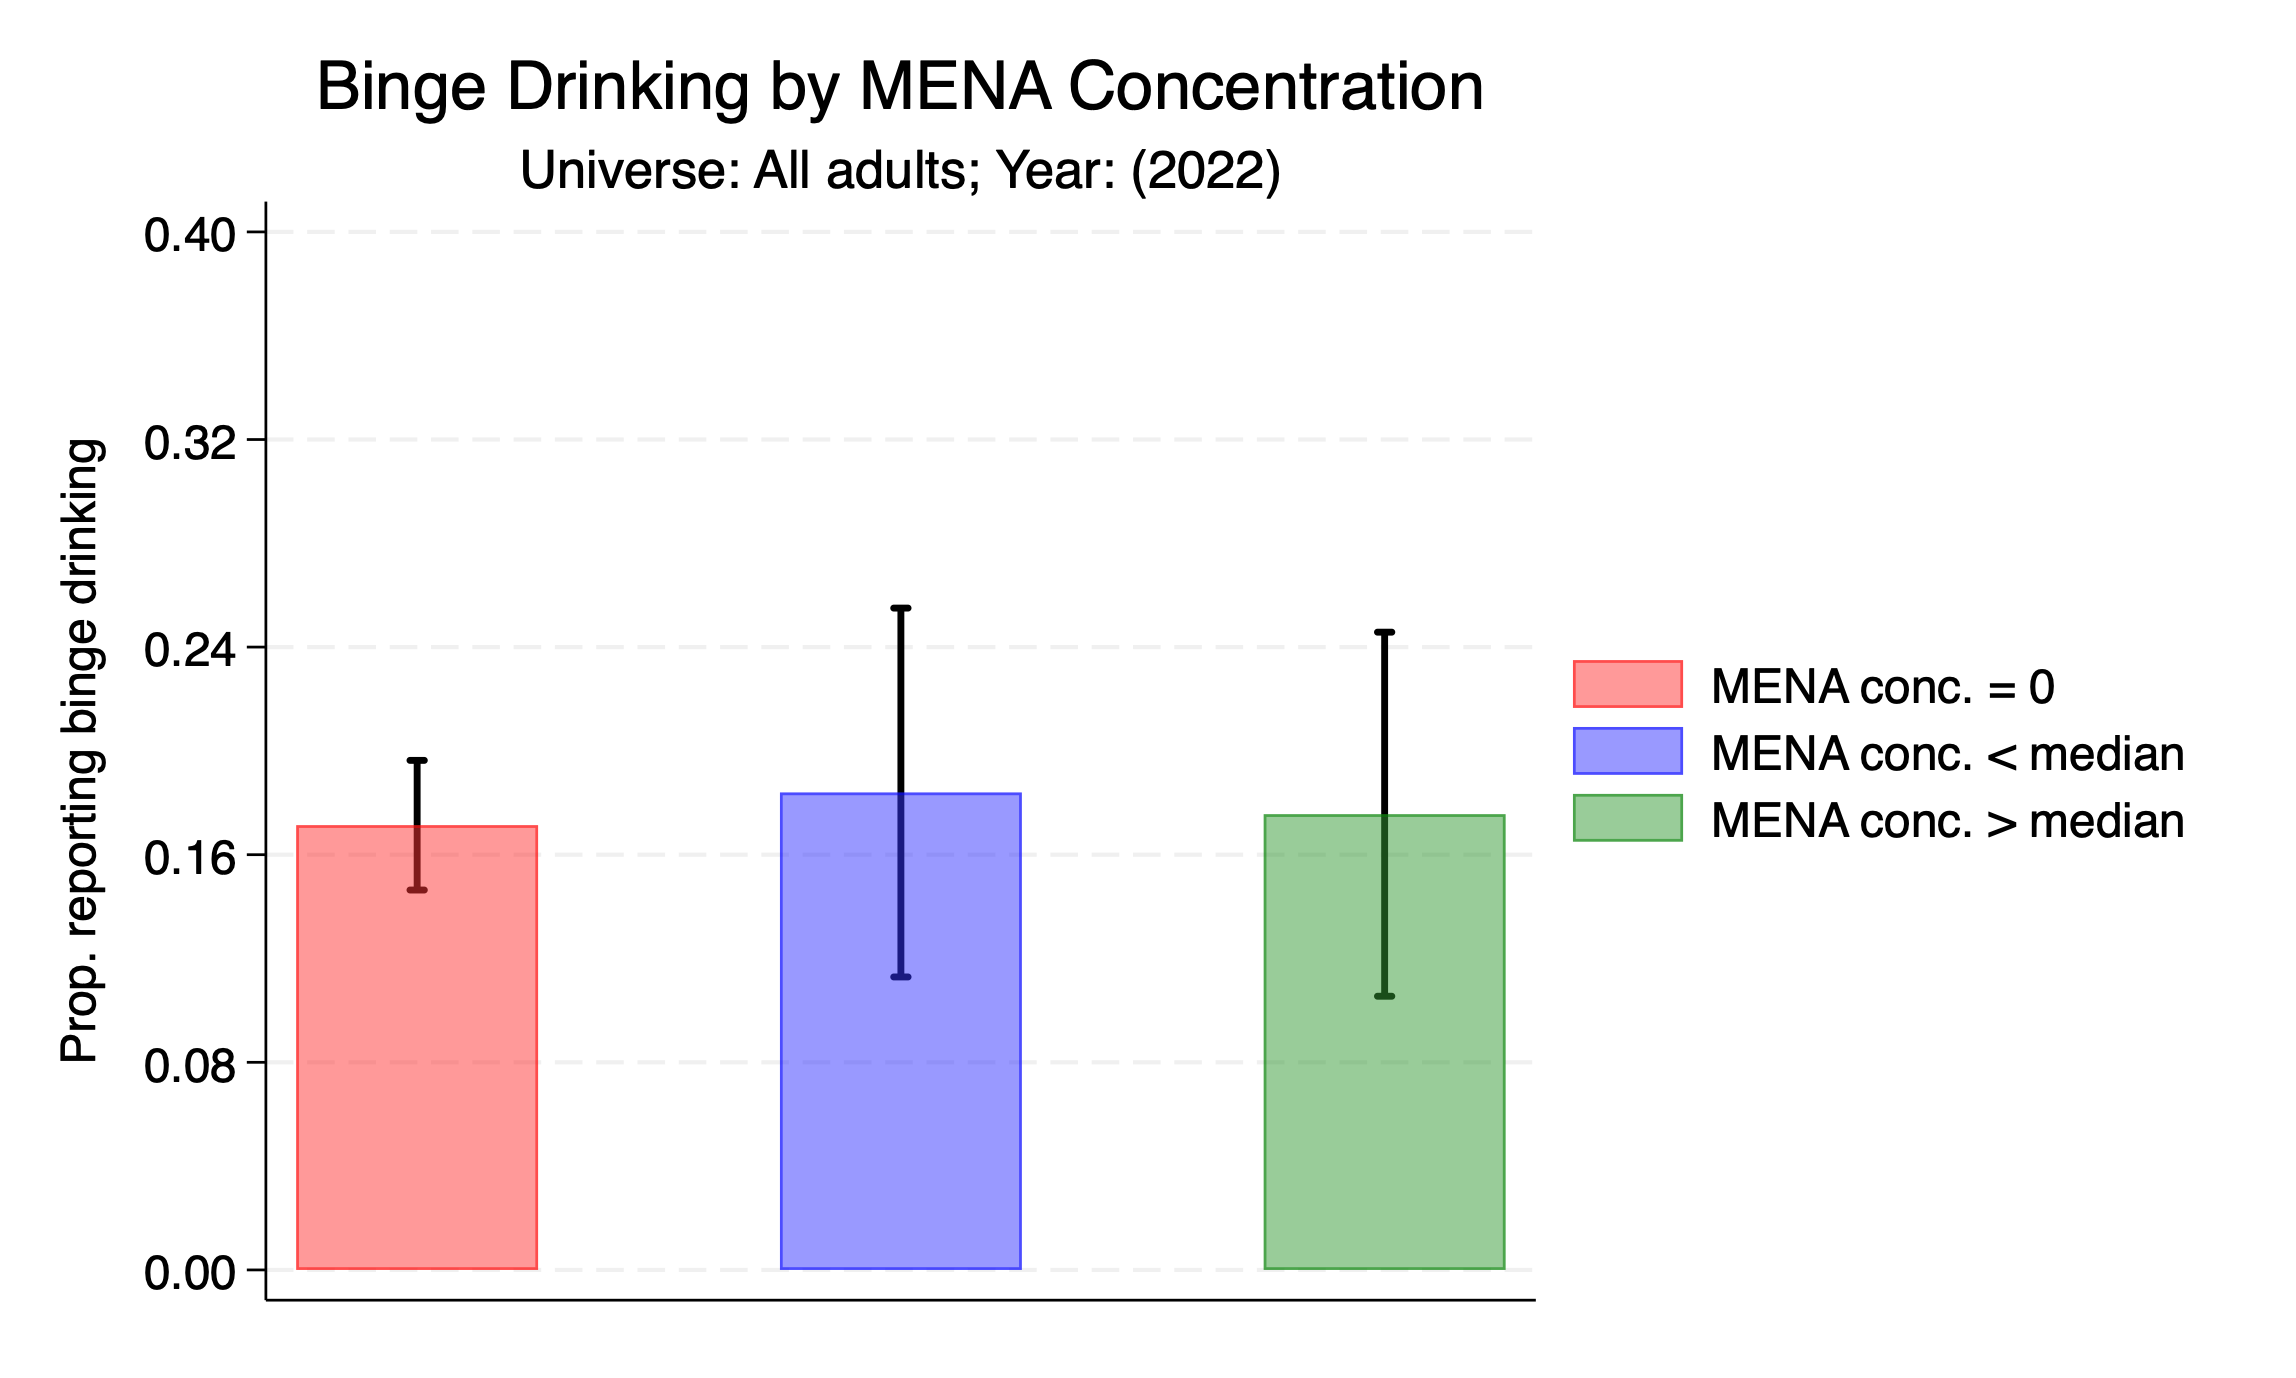 Binge Drinking by MENA Concentration
Universe: All adults; Year: (2022)
Prop. reporting binge drinking
0.40
0.32
0.24
0.16
0.08
0.00
MENA conc. = 0
MENA conc. < median
MENA conc. > median